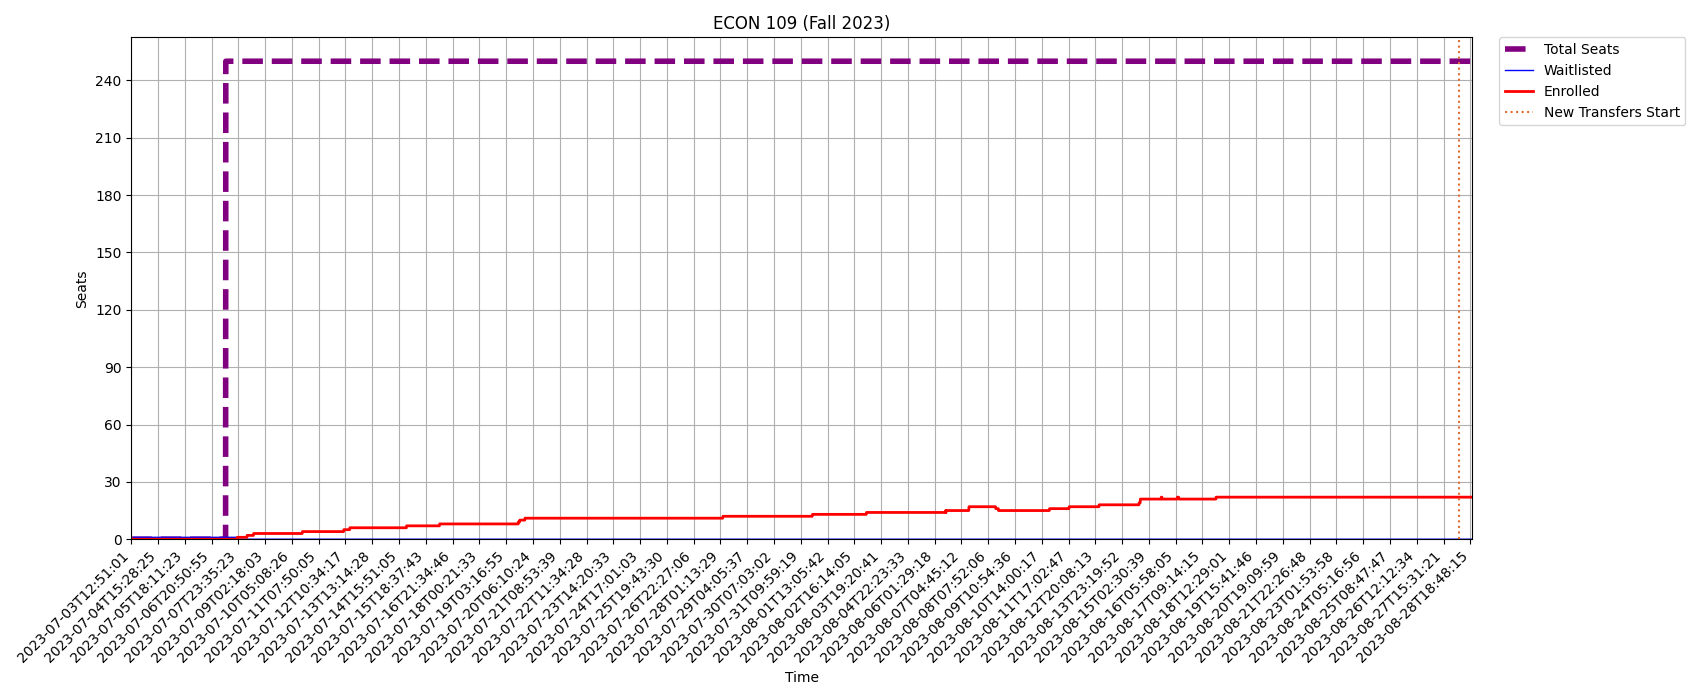 ECON 109 (Fall 2023)
Total Seats
Waitlisted
Enrolled
New Transfers Start
Seats
240
210
180
150
120
90
60
30
0
2023-07-03T12:51:01
2023-07-04T15:28:25
2023-07-05T18:11:23
2023-07-06T20:50:55
2023-07-07T23:35:23
2023-07-09T02:18:03
2023-07-10T05:08:26
2023-07-11T07:50:05
2023-07-12T10:34:17
2023-07-13T13:14:28
2023-07-14T15:51:05
2023-07-15T18:37:43
2023-07-16T21:34:46
2023-07-18T00:21:33
2023-07-19T03:16:55
2023-07-20T06:10:24
2023-07-21T08:53:39
2023-07-22T11:34:28
2023-07-23T14:20:33
2023-07-24T17:01:03
2023-07-25T19:43:30
2023-07-26T22:27:06
2023-07-28T01:13:29
2023-07-29T04:05:37
2023-07-30T07:03:02
2023-07-31T09:59:19
2023-08-01T13:05:42
2023-08-02T16:14:05
2023-08-03T19:20:41
2023-08-04T22:23:33
2023-08-06T01:29:18
2023-08-07T04:45:12
2023-08-08T07:52:06
2023-08-09T10:54:36
2023-08-10T14:00:17
2023-08-11T17:02:47
2023-08-12T20:08:13
2023-08-13T23:19:52
2023-08-15T02:30:39
2023-08-16T05:58:05
2023-08-17T09:14:15
2023-08-18T12:29:01
2023-08-19T15:41:46
2023-08-20T19:09:59
2023-08-21T22:26:48
2023-08-23T01:53:58
2023-08-24T05:16:56
2023-08-25T08:47:47
2023-08-26T12:12:34
2023-08-27T15:31:21
2023-08-28T18:48:15
Time